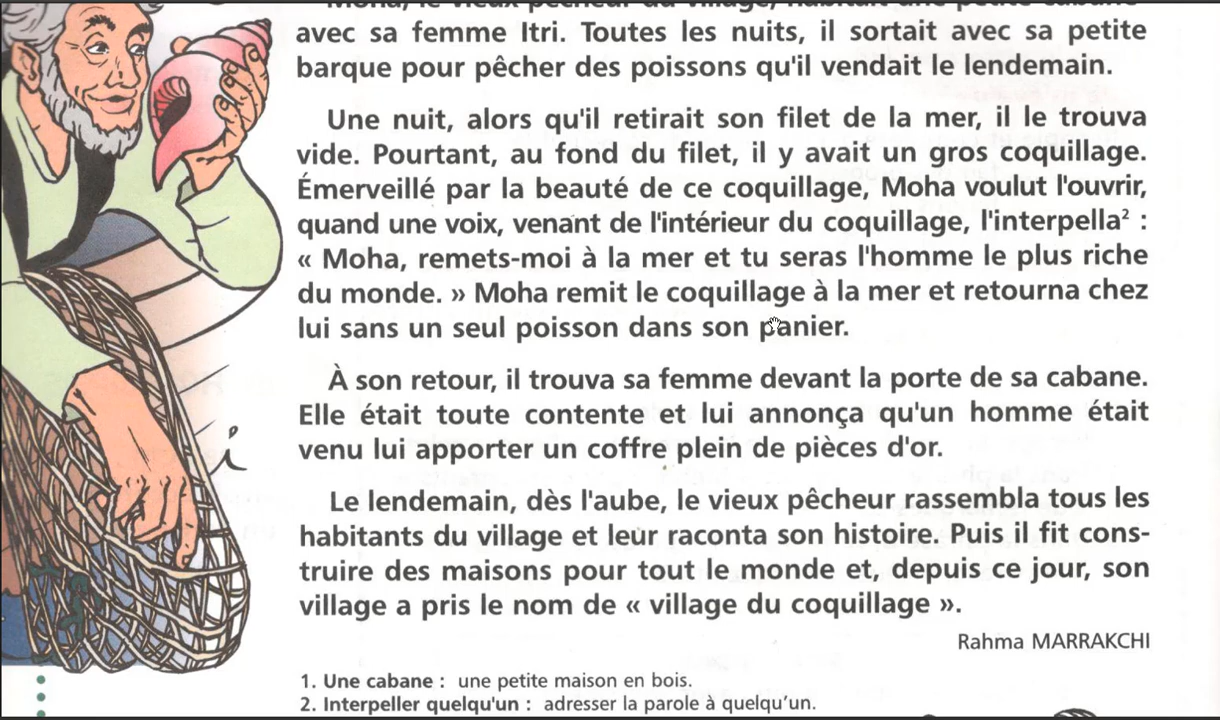 Moha, le vieux pêcheur du village, habitait une petite cabane¹
avec sa femme Itri. Toutes les nuits, il sortait avec sa petite
barque pour pêcher des poissons qu'il vendait le lendemain.
Une nuit, alors qu'il retirait son filet de la mer, il le trouva
vide. Pourtant, au fond du filet, il y avait un gros coquillage.
Émerveillé par la beauté de ce coquillage, Moha voulut l'ouvrir,
quand une voix, venant de l'intérieur du coquillage, l'interpella² :
« Moha, remets-moi à la mer et tu seras l'homme le plus riche
du monde. » Moha remit le coquillage à la mer et retourna chez
lui sans un seul poisson dans son panier.
À son retour, il trouva sa femme devant la porte de sa cabane.
Elle était toute contente et lui annonça qu'un homme était
venu lui apporter un coffre plein de pièces d'or.
Le lendemain, dès l'aube, le vieux pêcheur rassembla tous les
habitants du village et leur raconta son histoire. Puis il fit cons-
truire des maisons pour tout le monde et, depuis ce jour, son
village a pris le nom de « village du coquillage ».
Rahma MARRAKCHI
1. Une cabane : une petite maison en bois.
2. Interpeller quelqu'un : adresser la parole à quelqu'un.
i